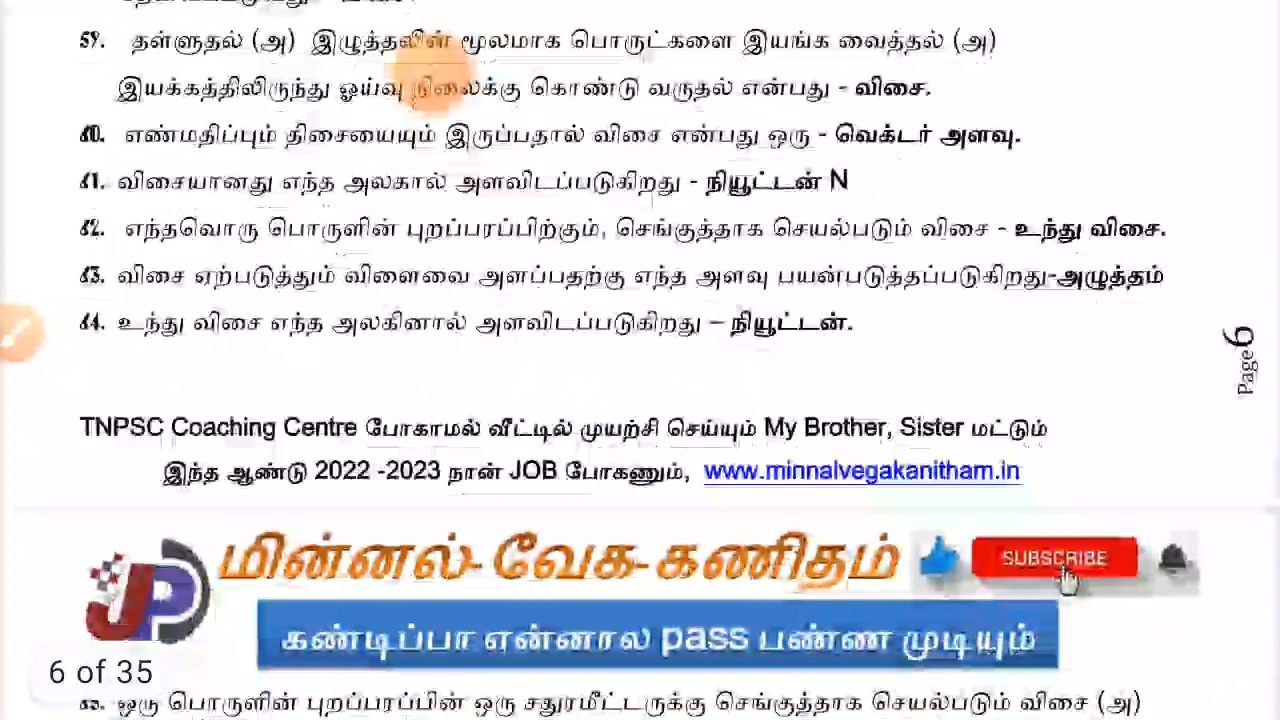 59. தள்ளுதல் (அ) இழுத்தலின் மூலமாக பொருட்களை இயங்க வைத்தல் (அ)
இயக்கத்திலிருந்து ஓய்வு நிலைக்கு கொண்டு வருதல் என்பது - விசை.
60. எண்மதிப்பும் திசையையும் இருப்பதால் விசை என்பது ஒரு - வெக்டர் அளவு.
61. விசையானது எந்த அலகால் அளவிடப்படுகிறது - நியூட்டன் N
62. எந்தவொரு பொருளின் புறப்பரப்பிற்கும், செங்குத்தாக செயல்படும் விசை - உந்து விசை.
63. விசை ஏற்படுத்தும் விளைவை அளப்பதற்கு எந்த அளவு பயன்படுத்தப்படுகிறது-அழுத்தம்
64. உந்து விசை எந்த அலகினால் அளவிடப்படுகிறது – நியூட்டன்.
Page6
TNPSC Coaching Centre போகாமல் வீட்டில் முயற்சி செய்யும் My Brother, Sister மட்டும்
இந்த ஆண்டு 2022 -2023 நான் JOB போகணும், www.minnalvegakanitham.in
JP மின்னல்-வேக-கணிதம் SUBSCRIBE
கண்டிப்பா என்னால pass பண்ண முடியும்
6 of 35
ஒரு பொருளின் புறப்பரப்பின் ஒரு சதுரமீட்டருக்கு செங்குத்தாக செயல்படும் விசை (அ)